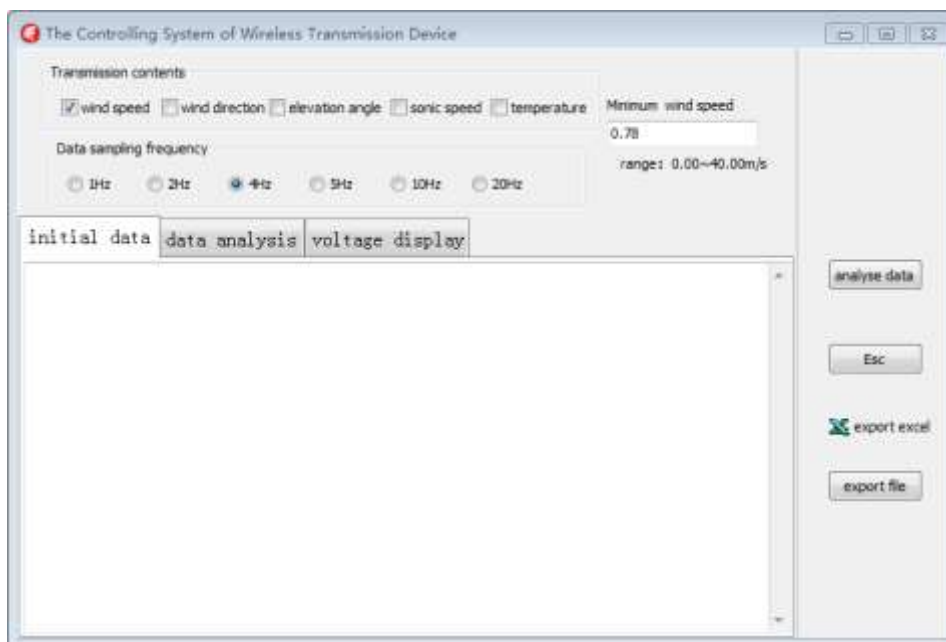 The Controlling System of Wireless Transmission Device
Transmission contents
wind speed wind direction elevation angle sonic speed temperature
Minimum wind speed
0.78
range: 0.00~40.00m/s
Data sampling frequency
1Hz 2Hz 4Hz 5Hz 10Hz 20Hz
initial data data analysis voltage display
analyse data
Esc
export excel
export file